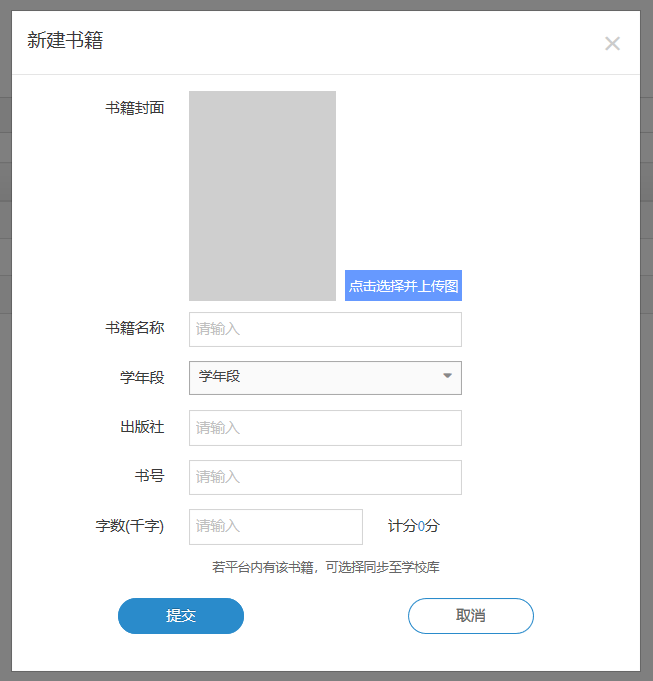 新建书籍
书籍封面
点击选择并上传图
书籍名称 请输入
学年段 学年段
出版社 请输入
书号 请输入
字数(千字) 请输入 计分0分
若平台内有该书籍，可选择同步至学校库
提交 取消